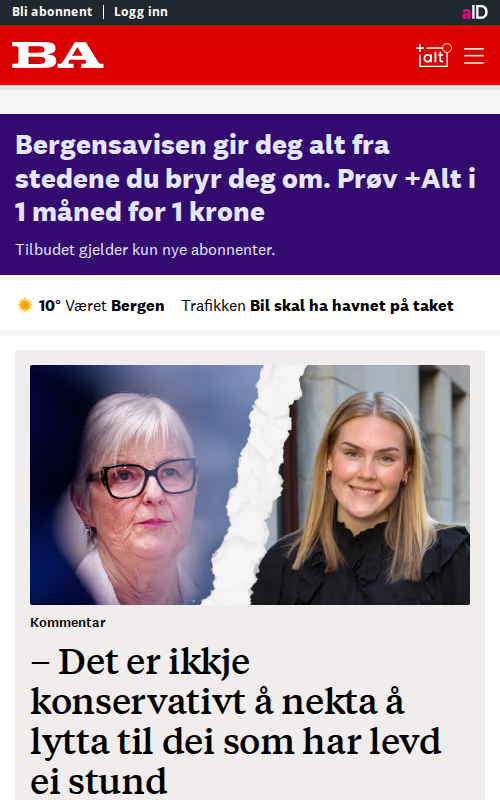 Bli abonnent | Logg inn
aID
BA
+alt
Bergensavisen gir deg alt fra
stedene du bryr deg om. Prøv +Alt i
1 måned for 1 krone
Tilbudet gjelder kun nye abonnenter.
10° Været Bergen Trafikken Bil skal ha havnet på taket
Kommentar
– Det er ikkje
konservativt å nekta å
lytta til dei som har levd
ei stund